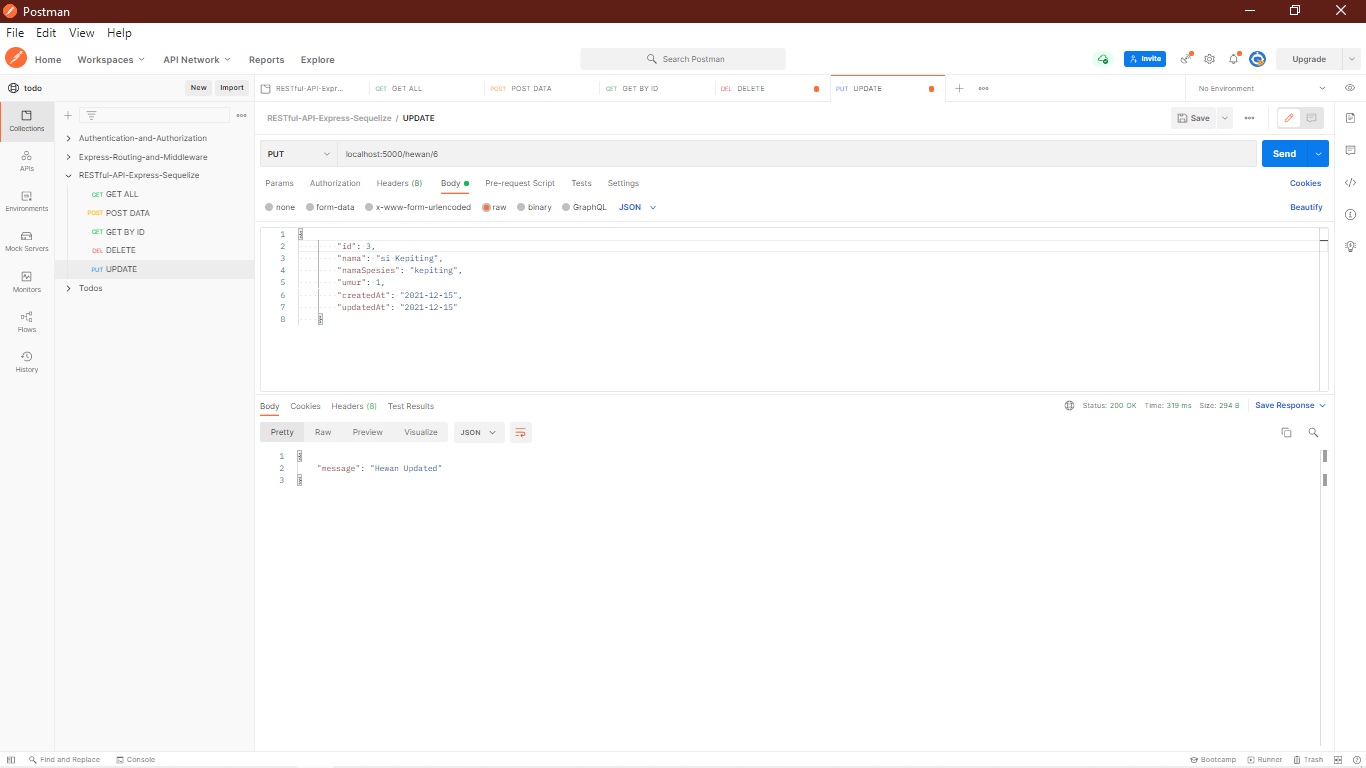 Postman
File Edit View Help
Home Workspaces API Network Reports Explore Search Postman Invite Upgrade
todo New Import RESTful-API-Expr... GET GET ALL POST POST DATA GET GET BY ID DEL DELETE PUT UPDATE No Environment
Collections
APIs
Environments
Mock Servers
Monitors
Flows
History
Authentication-and-Authorization
Express-Routing-and-Middleware
RESTful-API-Express-Sequelize
GET GET ALL
POST POST DATA
GET GET BY ID
DEL DELETE
PUT UPDATE
Todos
RESTful-API-Express-Sequelize / UPDATE Save
PUT localhost:5000/hewan/6 Send
Params Authorization Headers (8) Body Pre-request Script Tests Settings Cookies
none form-data x-www-form-urlencoded raw binary GraphQL JSON Beautify
1 {
2 "id": 3,
3 "nama": "si Kepiting",
4 "namaSpesies": "kepiting",
5 "umur": 1,
6 "createdAt": "2021-12-15",
7 "updatedAt": "2021-12-15"
8 }
Body Cookies Headers (8) Test Results Status: 200 OK Time: 319 ms Size: 294 B Save Response
Pretty Raw Preview Visualize JSON
1 {
2 "message": "Hewan Updated"
3 }
Find and Replace Console Bootcamp Runner Trash